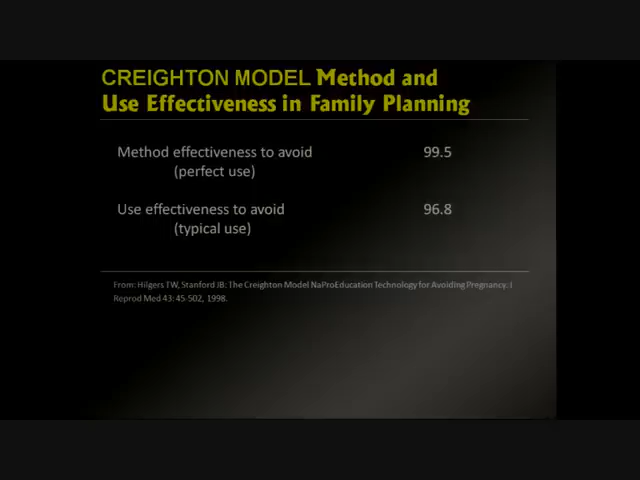 CREIGHTON MODEL Method and
Use Effectiveness in Family Planning
Method effectiveness to avoid 99.5
(perfect use)
Use effectiveness to avoid 96.8
(typical use)
From: Hilgers TW, Stanford JB: The Creighton Model NaProEducation Technology for Avoiding Pregnancy. J
Reprod Med 43: 45-502, 1998.